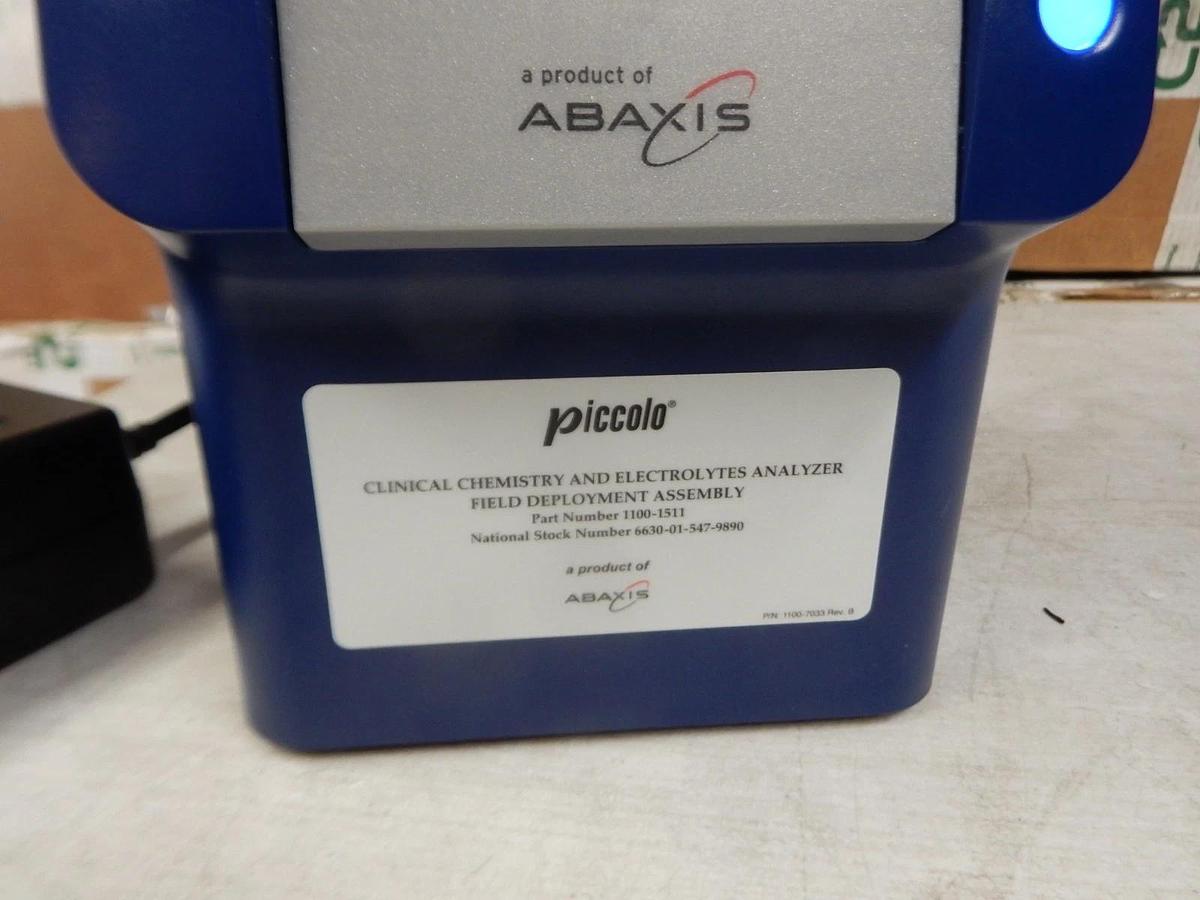 a product of
ABAXIS
piccolo®
CLINICAL CHEMISTRY AND ELECTROLYTES ANALYZER
FIELD DEPLOYMENT ASSEMBLY
Part Number 1100-1511
National Stock Number 6630-01-547-9890
a product of
ABAXIS
P/N: 1100-7033 Rev. B